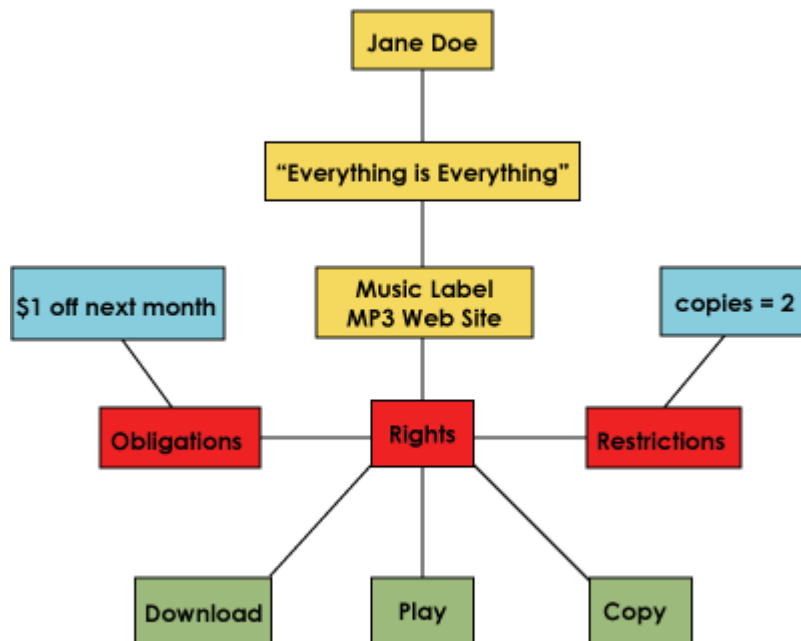 Jane Doe
“Everything is Everything”
Music Label
MP3 Web Site
$1 off next month
copies = 2
Obligations
Rights
Restrictions
Download
Play
Copy